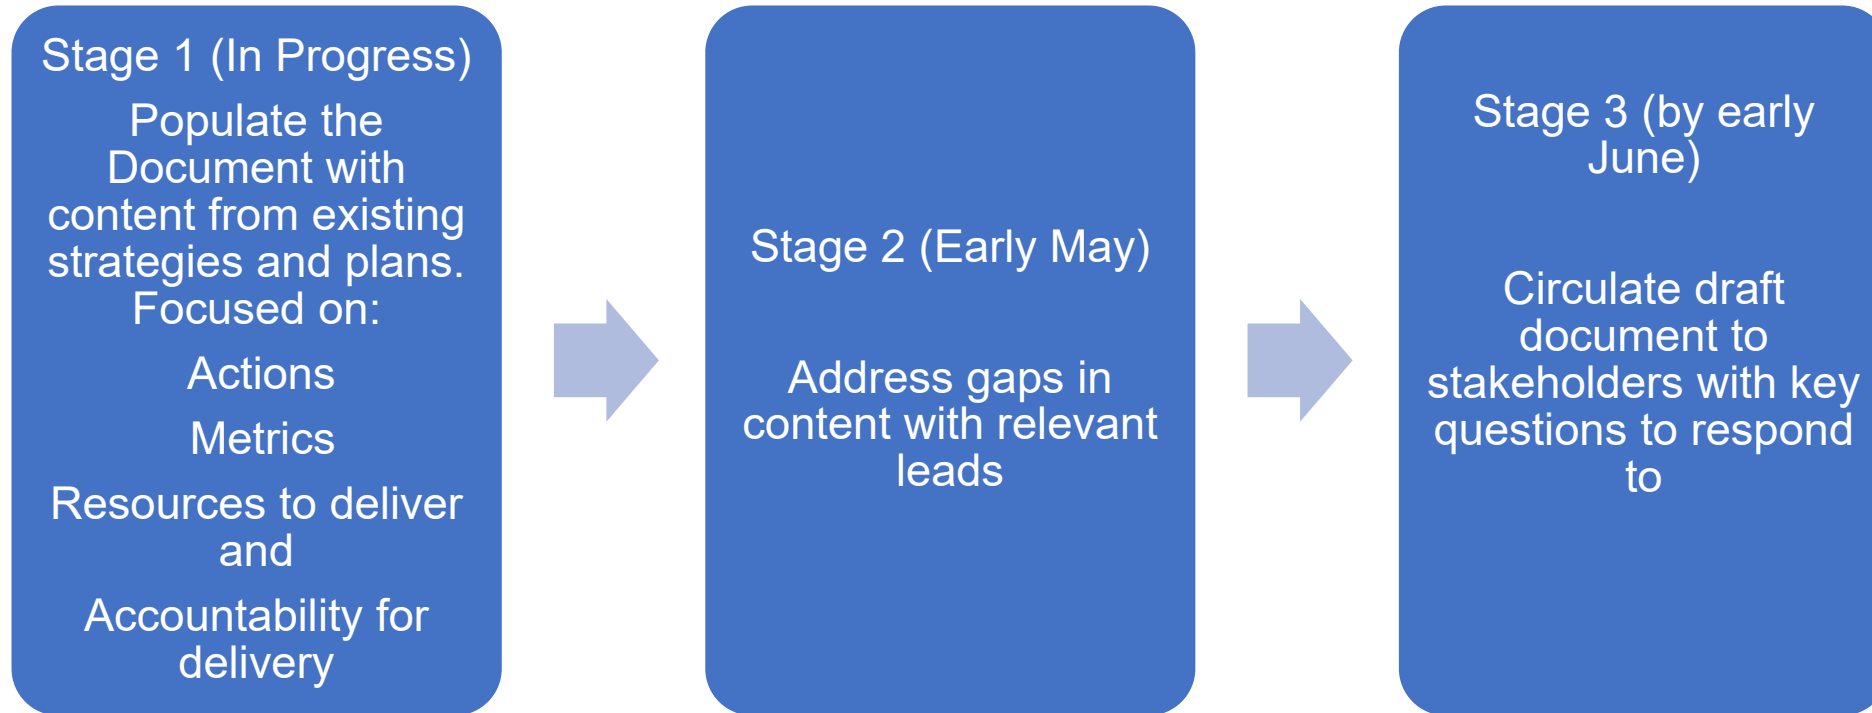 Stage 1 (In Progress)
Populate the
Document with
content from existing
strategies and plans.
Focused on:
Actions
Metrics
Resources to deliver
and
Accountability for
delivery
Stage 2 (Early May)
Address gaps in
content with relevant
leads
Stage 3 (by early
June)
Circulate draft
document to
stakeholders with key
questions to respond
to